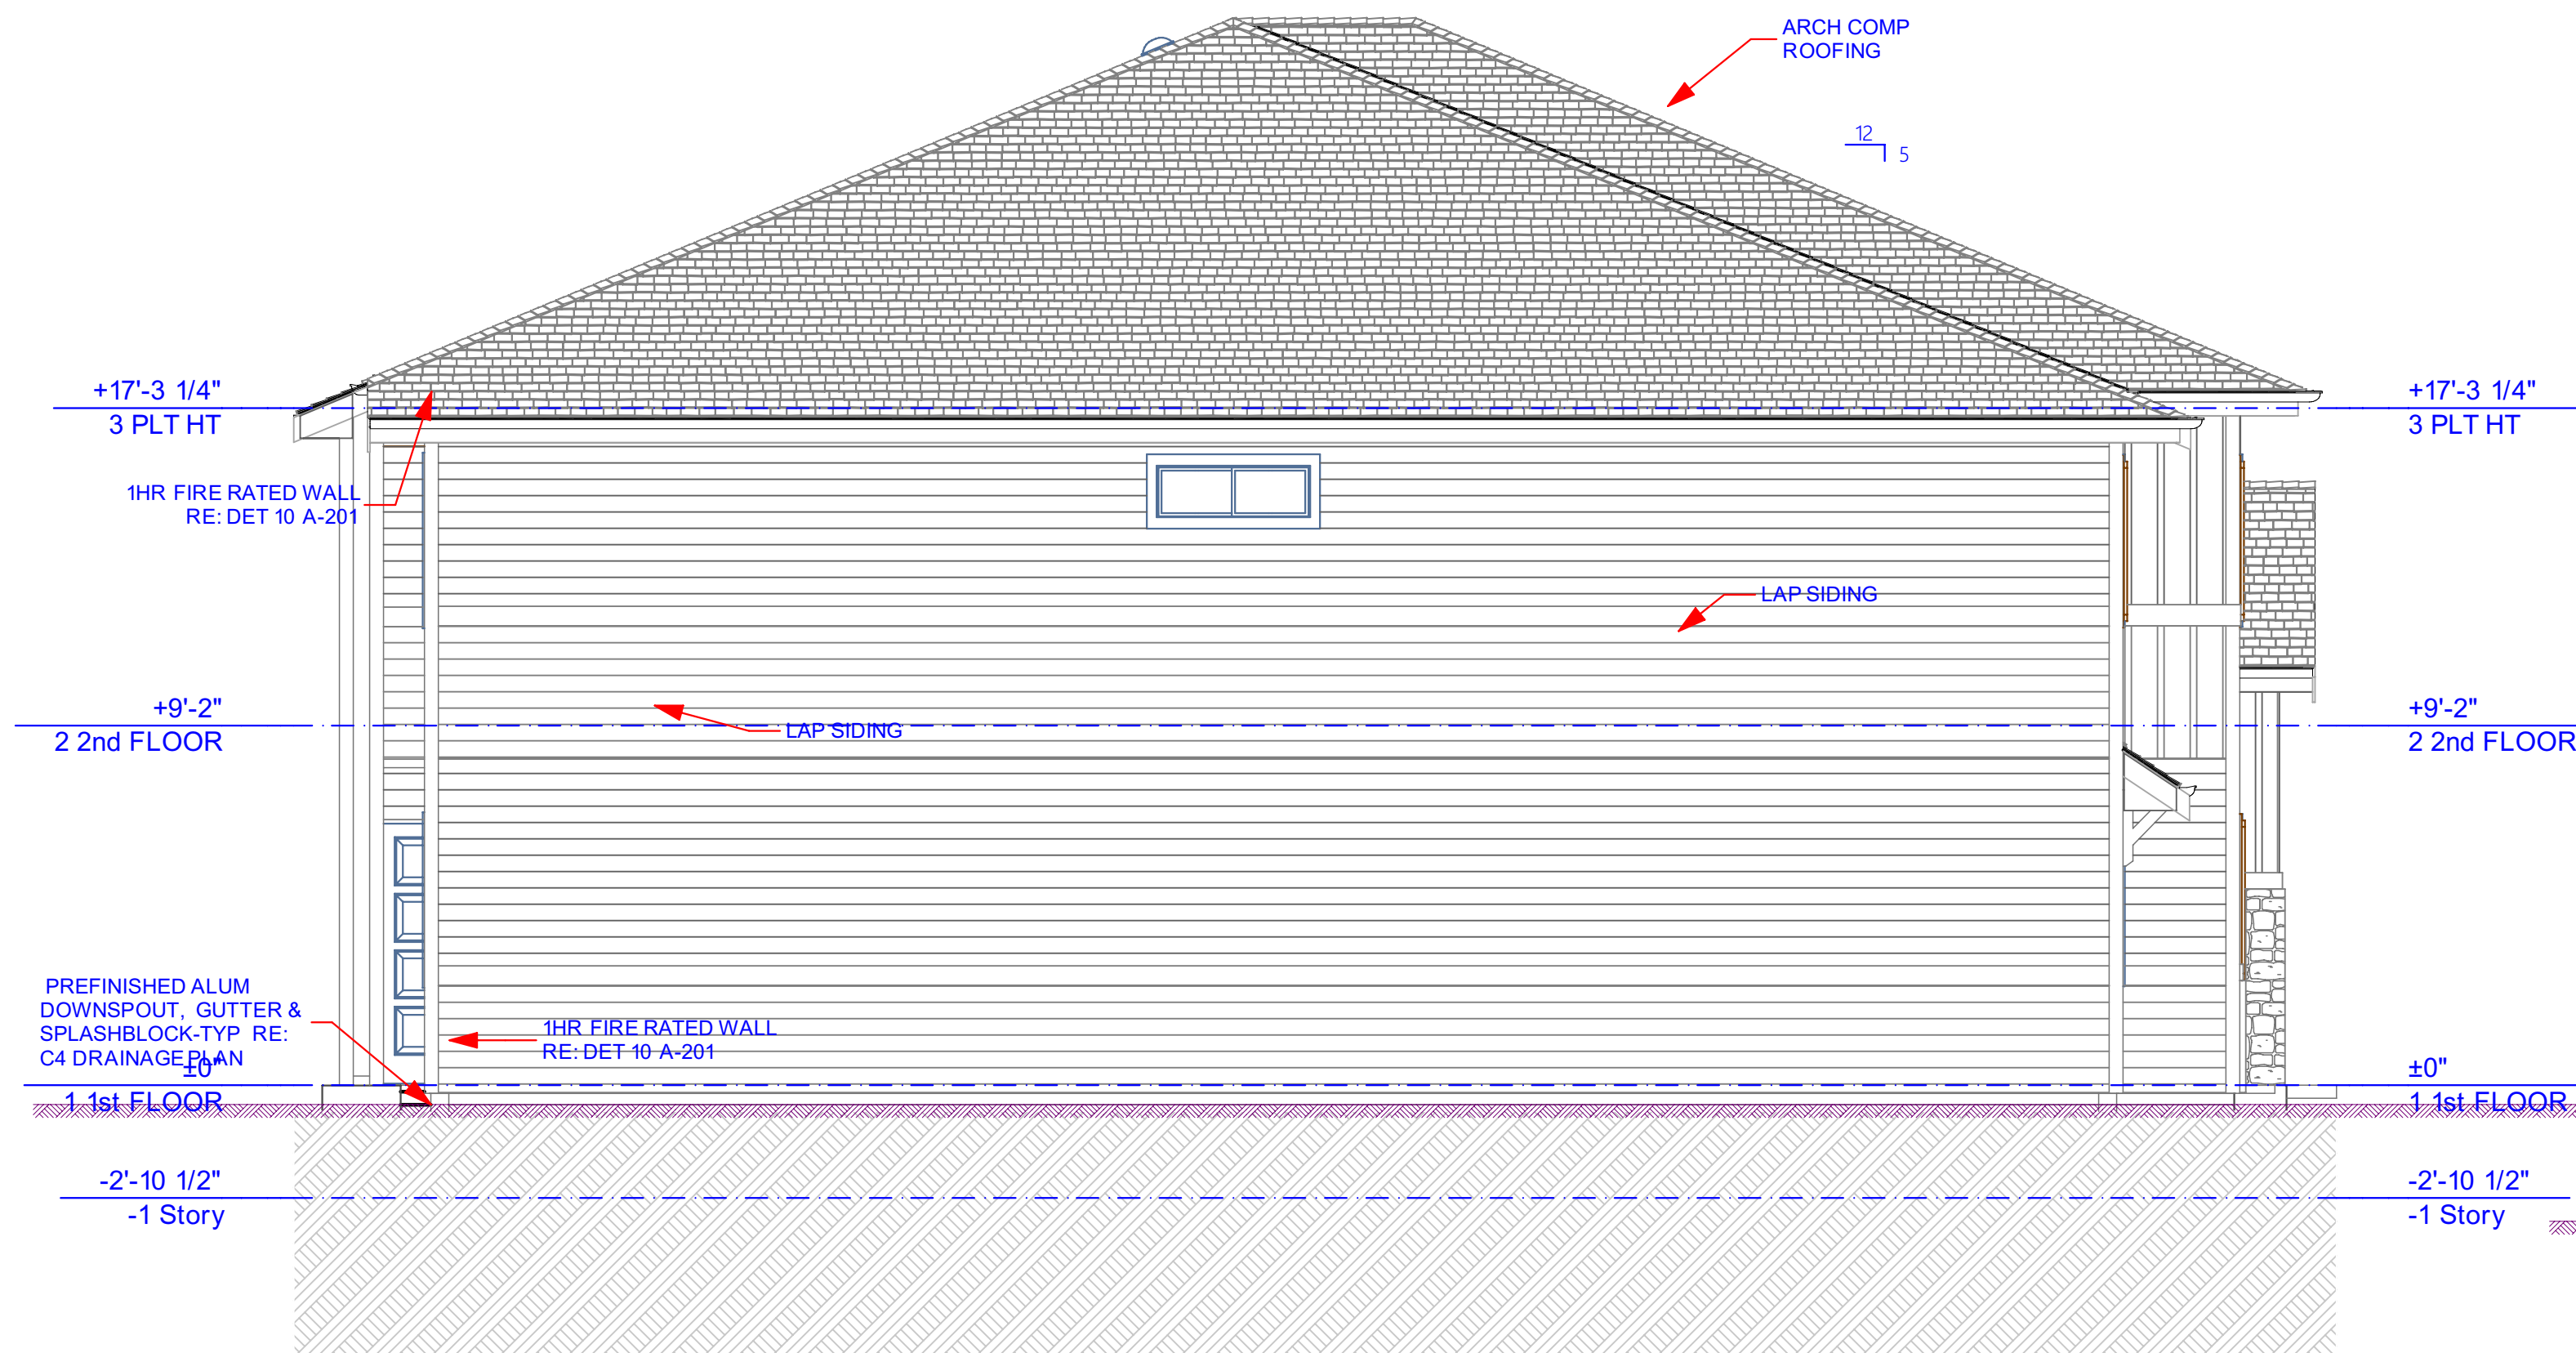 ARCH COMP
ROOFING
12
5
+17'-3 1/4"
3 PLT HT
+17'-3 1/4"
3 PLT HT
1HR FIRE RATED WALL
RE: DET 10 A-201
LAP SIDING
+9'-2"
2 2nd FLOOR
LAP SIDING
+9'-2"
2 2nd FLOOR
PREFINISHED ALUM
DOWNSPOUT, GUTTER &
SPLASHBLOCK-TYP RE:
C4 DRAINAGE PLAN
1HR FIRE RATED WALL
RE: DET 10 A-201
±0"
1 1st FLOOR
±0"
1 1st FLOOR
-2'-10 1/2"
-1 Story
-2'-10 1/2"
-1 Story